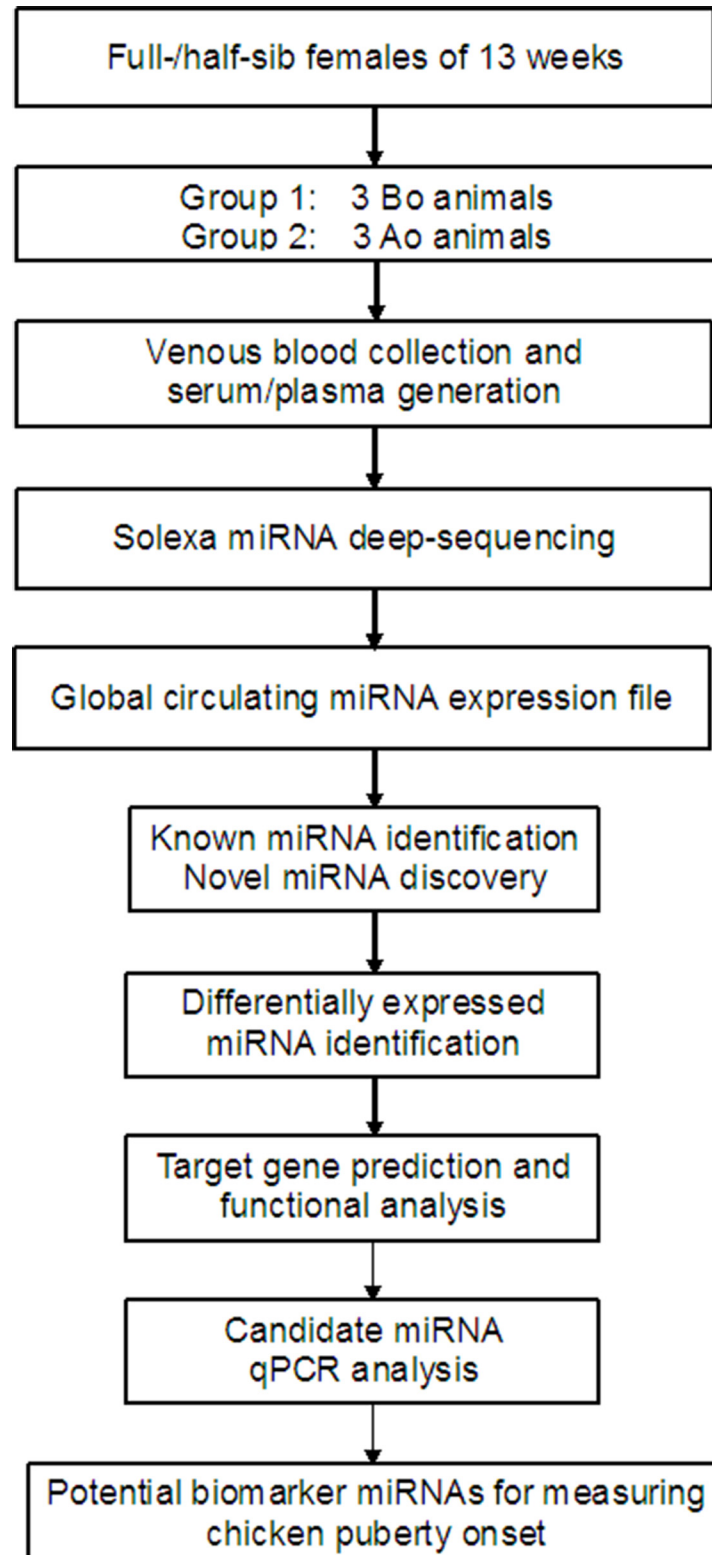 Full-/half-sib females of 13 weeks
Group 1: 3 Bo animals
Group 2: 3 Ao animals
Venous blood collection and
serum/plasma generation
Solexa miRNA deep-sequencing
Global circulating miRNA expression file
Known miRNA identification
Novel miRNA discovery
Differentially expressed
miRNA identification
Target gene prediction and
functional analysis
Candidate miRNA
qPCR analysis
Potential biomarker miRNAs for measuring
chicken puberty onset